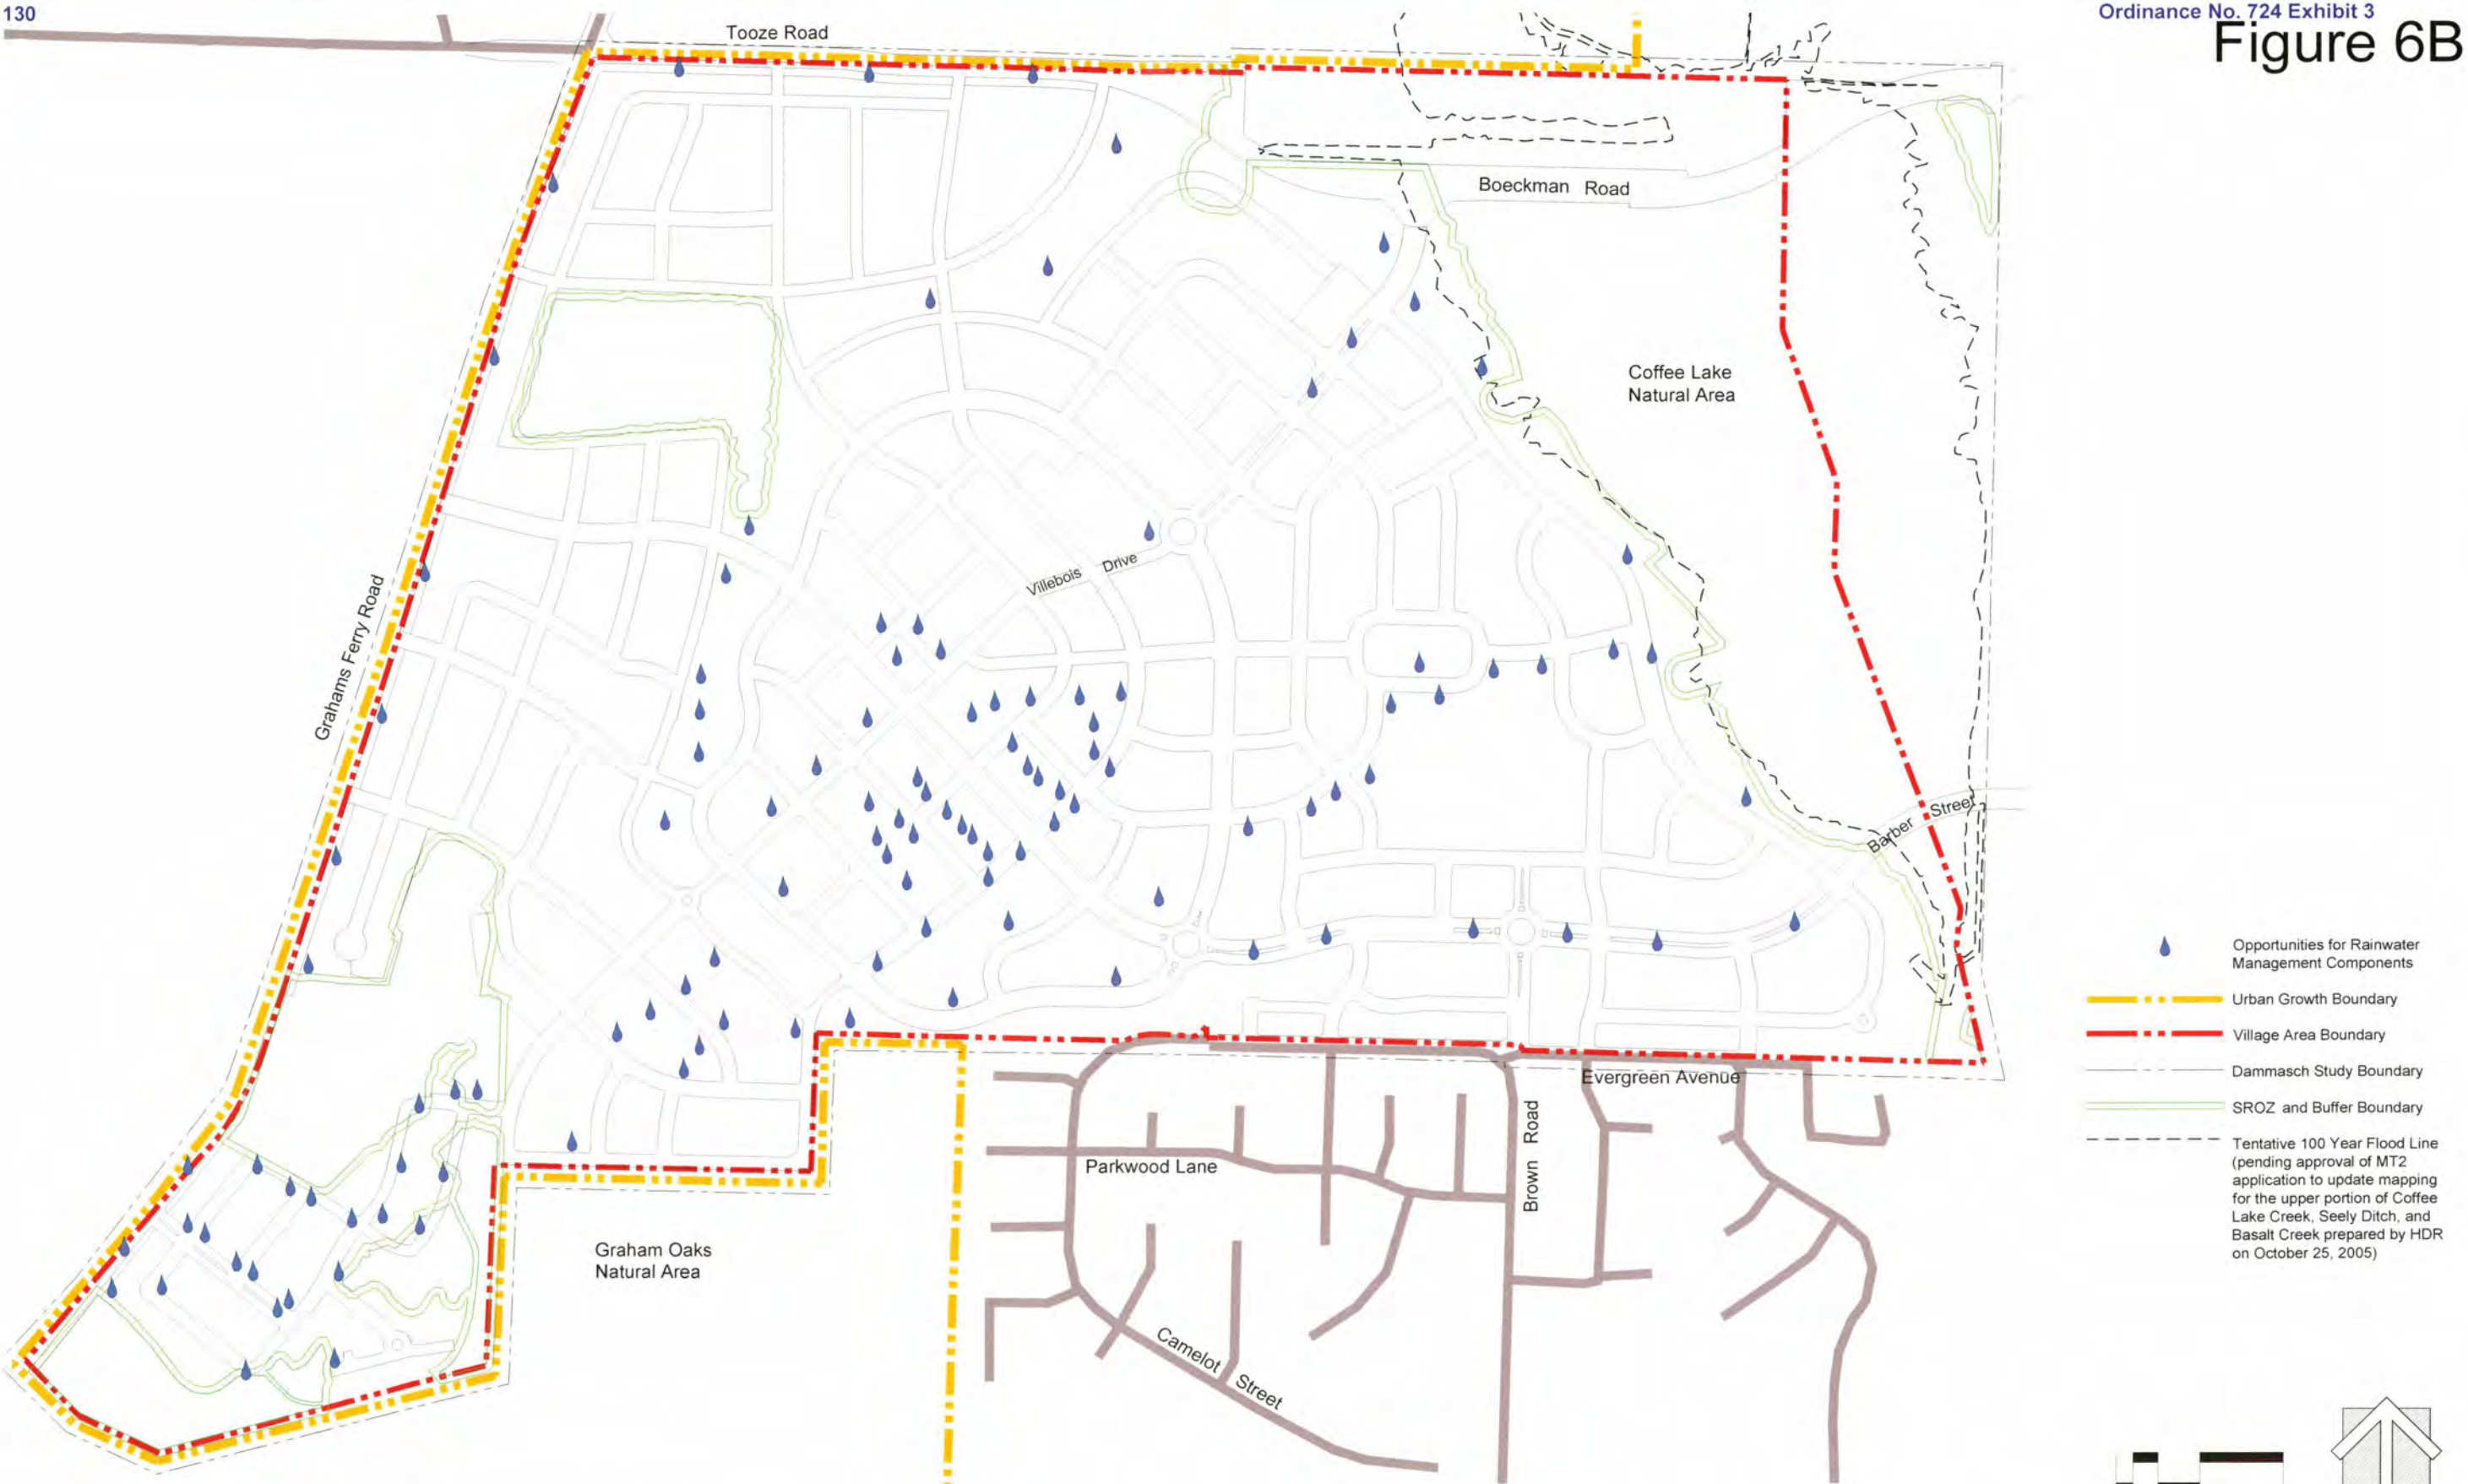 130
Ordinance No. 724 Exhibit 3
Figure 6B
Tooze Road
Boeckman Road
Coffee Lake
Natural Area
Villebois Drive
Grahams Ferry Road
Barber Street
Evergreen Avenue
Brown Road
Parkwood Lane
Graham Oaks
Natural Area
Camelot Street
Opportunities for Rainwater
Management Components
Urban Growth Boundary
Village Area Boundary
Dammasch Study Boundary
SROZ and Buffer Boundary
Tentative 100 Year Flood Line
(pending approval of MT2
application to update mapping
for the upper portion of Coffee
Lake Creek, Seely Ditch, and
Basalt Creek prepared by HDR
on October 25, 2005)